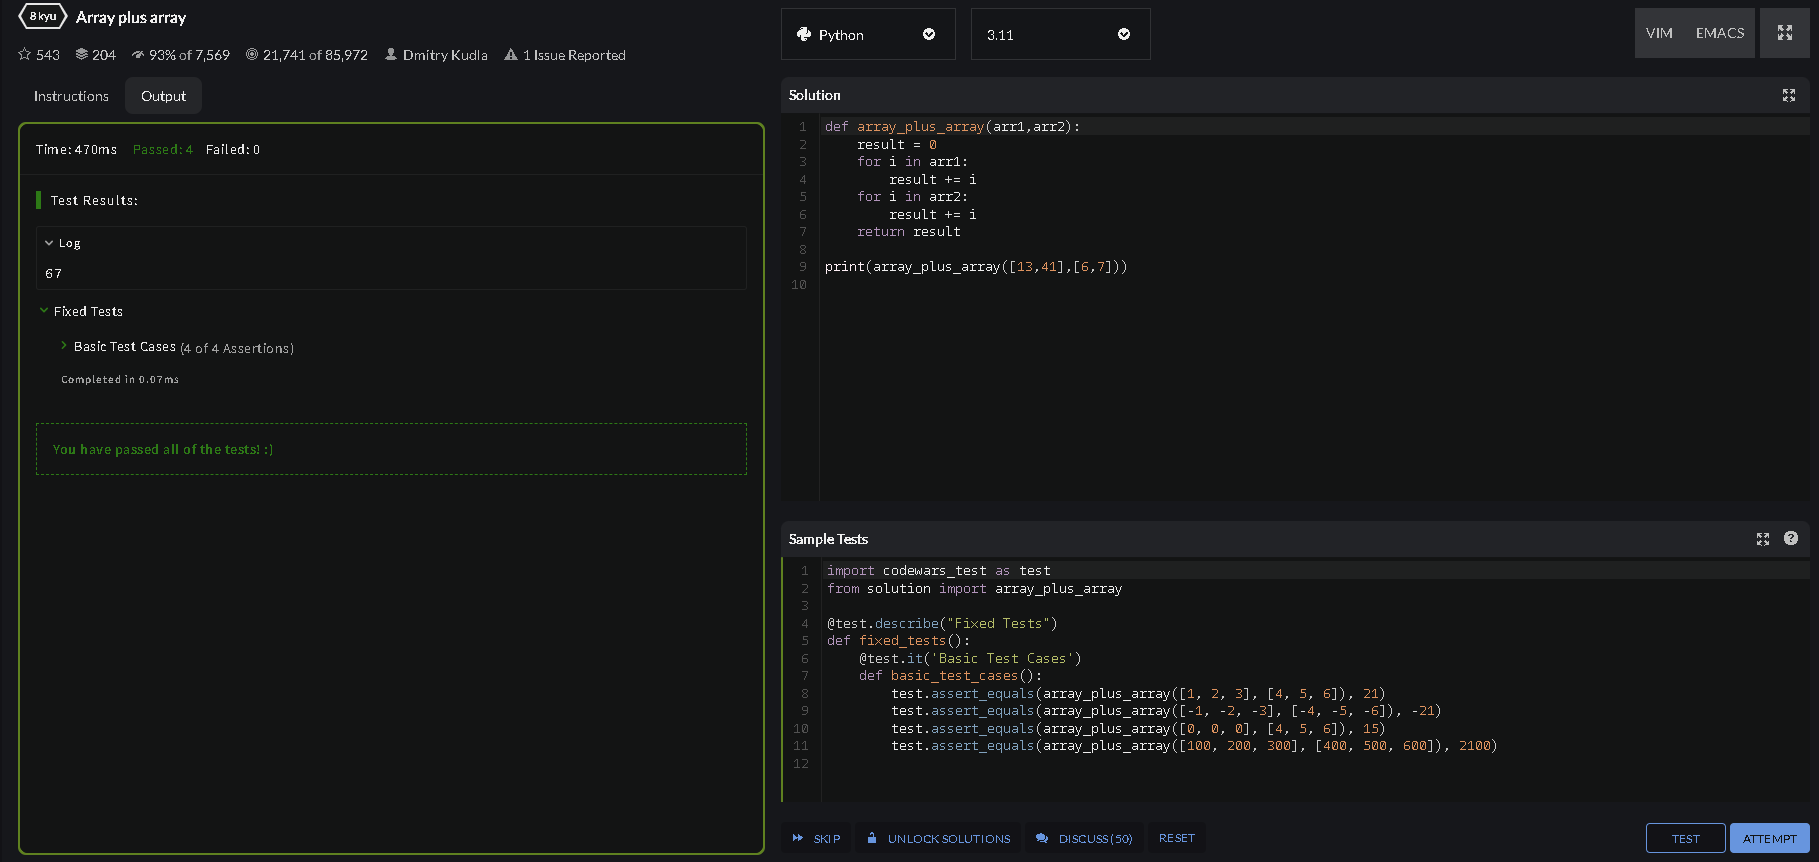 8 kyu Array plus array
543 204 93% of 7,569 21,741 of 85,972 Dmitry Kudla 1 Issue Reported
Instructions Output
Time: 470ms Passed: 4 Failed: 0
Test Results:
Log
67
Fixed Tests
Basic Test Cases (4 of 4 Assertions)
Completed in 0.07ms
You have passed all of the tests! :)
Python 3.11 VIM EMACS
Solution
1 def array_plus_array(arr1,arr2):
2     result = 0
3     for i in arr1:
4         result += i
5     for i in arr2:
6         result += i
7     return result
8
9 print(array_plus_array([13,41],[6,7]))
10
Sample Tests
1 import codewars_test as test
2 from solution import array_plus_array
3
4 @test.describe("Fixed Tests")
5 def fixed_tests():
6     @test.it('Basic Test Cases')
7     def basic_test_cases():
8         test.assert_equals(array_plus_array([1, 2, 3], [4, 5, 6]), 21)
9         test.assert_equals(array_plus_array([-1, -2, -3], [-4, -5, -6]), -21)
10         test.assert_equals(array_plus_array([0, 0, 0], [4, 5, 6]), 15)
11         test.assert_equals(array_plus_array([100, 200, 300], [400, 500, 600]), 2100)
12
SKIP UNLOCK SOLUTIONS DISCUSS (50) RESET TEST ATTEMPT